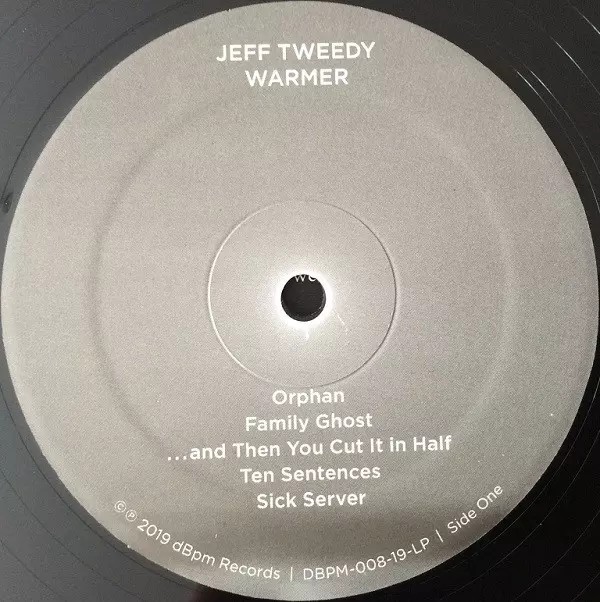 JEFF TWEEDY
WARMER
Orphan
Family Ghost
...and Then You Cut It in Half
Ten Sentences
Sick Server
© ℗ 2019 dBpm Records | DBPM-008-19-LP | Side One